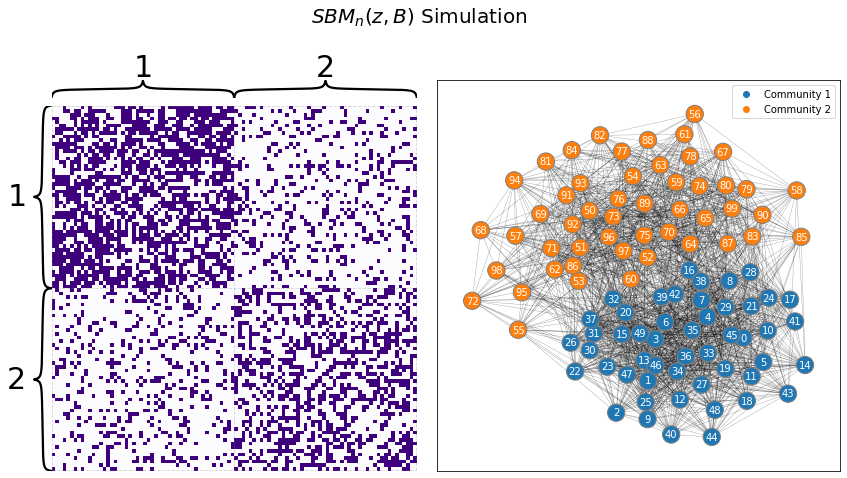 SBM_n(z, B) Simulation
1 2
1
2
Community 1
Community 2
56
82 61
88
84 77 67
81 63 78
94 93 54 59 74 80 79 58
91 76 89
69 50 73 66 65 99 90
68 57 92 96 75 70 64 87 83 85
71 51 97 52
98 62 86 16 28
53 60 38 8
72 95 32 39 42 7 24 17
55 37 20 6 4 29 21 41
31 15 49 3 35 45 0 10
26 30 13 36 33 5
22 23 47 46 34 19 11 14
1 27 43
25 12 18
2 9 48
40 44